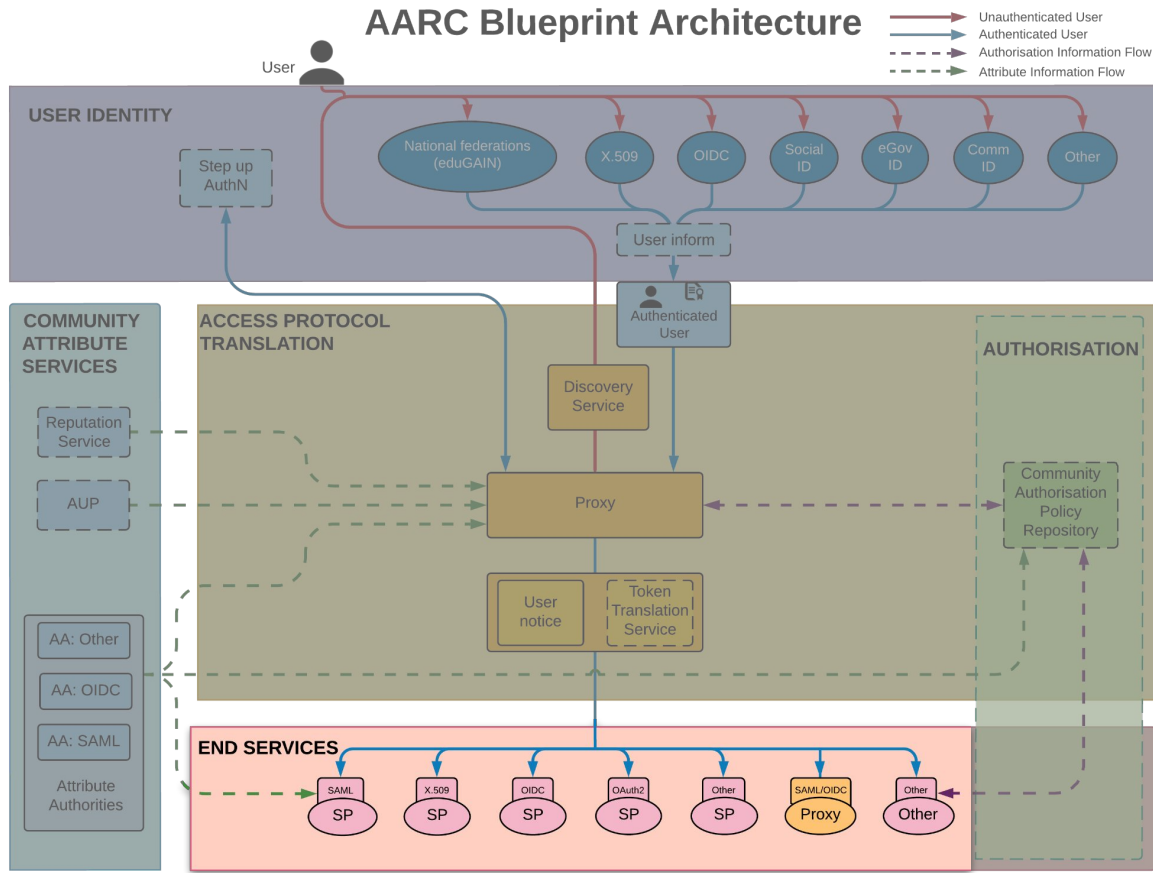 AARC Blueprint Architecture
Unauthenticated User
Authenticated User
Authorisation Information Flow
Attribute Information Flow
User
USER IDENTITY
Step up
AuthN
National federations
(eduGAIN)
X.509
OIDC
Social
ID
eGov
ID
Comm
ID
Other
User inform
Authenticated
User
COMMUNITY
ATTRIBUTE
SERVICES
ACCESS PROTOCOL
TRANSLATION
AUTHORISATION
Discovery
Service
Reputation
Service
AUP
Proxy
Community
Authorisation
Policy
Repository
User
notice
Token
Translation
Service
AA: Other
AA: OIDC
AA: SAML
Attribute
Authorities
END SERVICES
SAML
SP
X.509
SP
OIDC
SP
OAuth2
SP
Other
SP
SAML/OIDC
Proxy
Other
Other